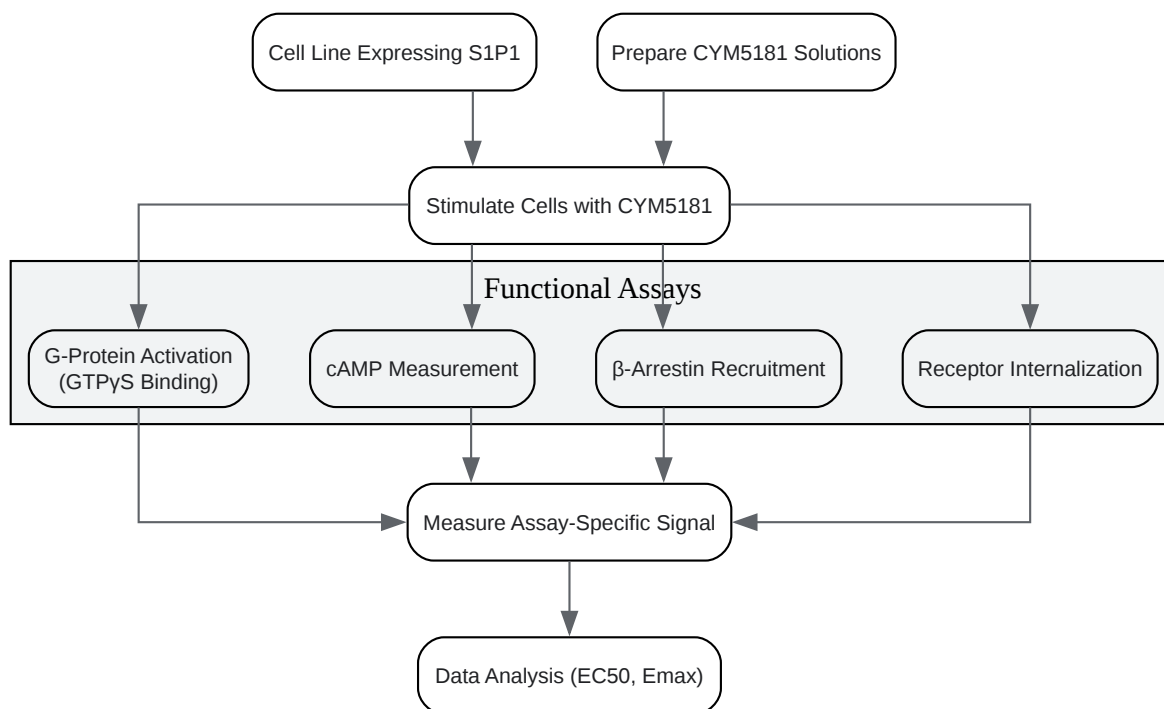 Cell Line Expressing S1P1
Prepare CYM5181 Solutions
Stimulate Cells with CYM5181
Functional Assays
G-Protein Activation
(GTPγS Binding)
cAMP Measurement
β-Arrestin Recruitment
Receptor Internalization
Measure Assay-Specific Signal
Data Analysis (EC50, Emax)